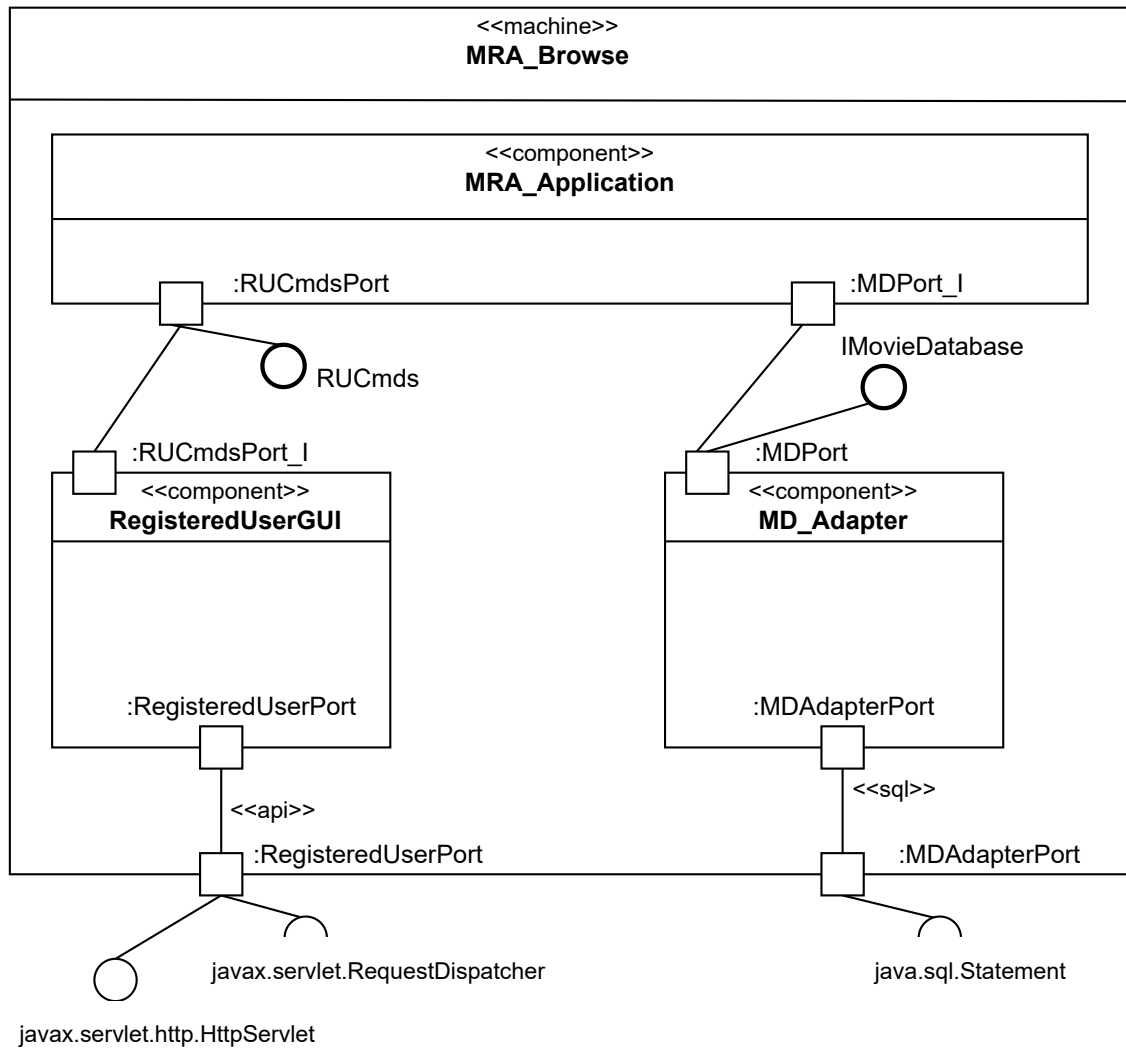 <<machine>>
MRA_Browse
<<component>>
MRA_Application
:RUCmdsPort
:MDPort_I
IMovieDatabase
RUCmds
:RUCmdsPort_I
:MDPort
<<component>>
RegisteredUserGUI
<<component>>
MD_Adapter
:RegisteredUserPort
:MDAdapterPort
<<api>>
<<sql>>
:RegisteredUserPort
:MDAdapterPort
javax.servlet.RequestDispatcher
java.sql.Statement
javax.servlet.http.HttpServlet